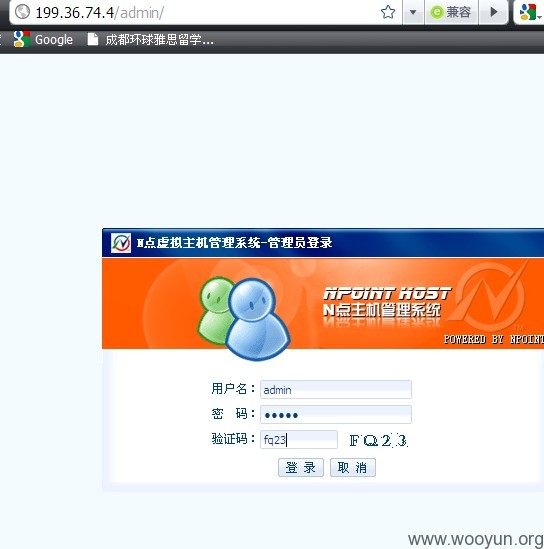 199.36.74.4/admin/
兼容
Google
成都环球雅思留学...
N点虚拟主机管理系统-管理员登录
NPOINT HOST
N点主机管理系统
TM
POWERED BY NPOINT
用户名： admin
密 码： •••••
验证码： fq23 FQ23
登 录 取 消
www.wooyun.org